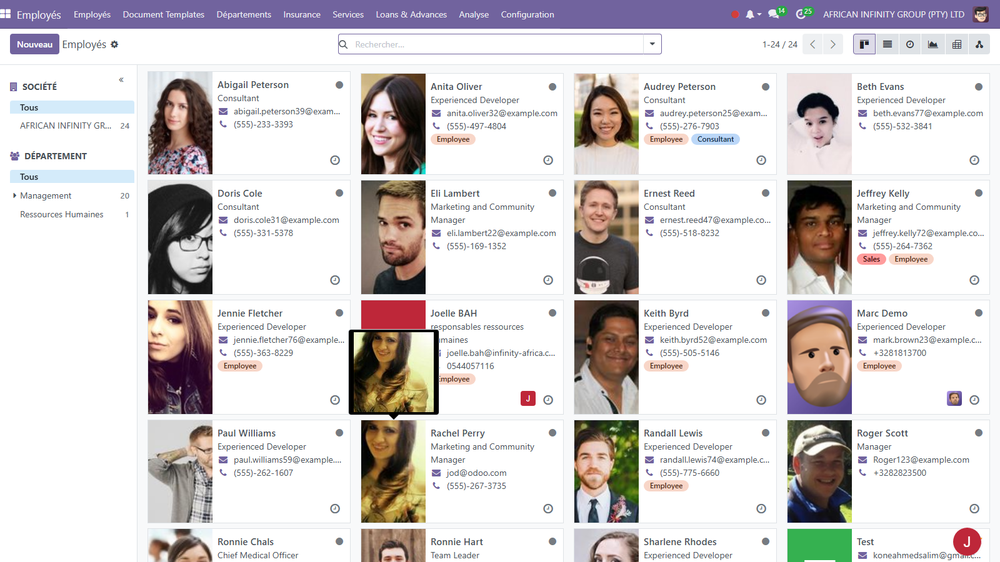 Employés
Employés
Document Templates
Départements
Insurance
Services
Loans & Advances
Analyse
Configuration
14
25
AFRICAN INFINITY GROUP (PTY) LTD
Nouveau
Employés
Rechercher...
1-24 / 24
SOCIÉTÉ
Tous
AFRICAN INFINITY GR... 24
DÉPARTEMENT
Tous
Management 20
Ressources Humaines 1
Abigail Peterson
Consultant
abigail.peterson39@exam...
(555)-233-3393
Anita Oliver
Experienced Developer
anita.oliver32@example.com
(555)-497-4804
Employee
Audrey Peterson
Consultant
audrey.peterson25@exam...
(555)-276-7903
Employee Consultant
Beth Evans
Experienced Developer
beth.evans77@example.com
(555)-532-3841
Doris Cole
Consultant
doris.cole31@example.com
(555)-331-5378
Eli Lambert
Marketing and Community
Manager
eli.lambert22@example.com
(555)-169-1352
Ernest Reed
Consultant
ernest.reed47@example.co...
(555)-518-8232
Jeffrey Kelly
Marketing and Community
Manager
jeffrey.kelly72@example.co...
(555)-264-7362
Sales Employee
Jennie Fletcher
Experienced Developer
jennie.fletcher76@example...
(555)-363-8229
Employee
Joelle BAH
responsables ressources
umaines
joelle.bah@infinity-africa.c...
0544057116
Employee
J
Keith Byrd
Experienced Developer
keith.byrd52@example.com
(555)-505-5146
Employee
Marc Demo
Experienced Developer
mark.brown23@example.c...
+3281813700
Employee
Paul Williams
Experienced Developer
paul.williams59@example....
(555)-262-1607
Rachel Perry
Marketing and Community
Manager
jod@odoo.com
(555)-267-3735
Randall Lewis
Experienced Developer
randall.lewis74@example.c...
(555)-775-6660
Employee
Roger Scott
Manager
Roger123@example.com
+3282823500
Ronnie Chals
Chief Medical Officer
Ronnie Hart
Team Leader
Sharlene Rhodes
Experienced Developer
Test
koneahmedsalim@gmail.c...
J